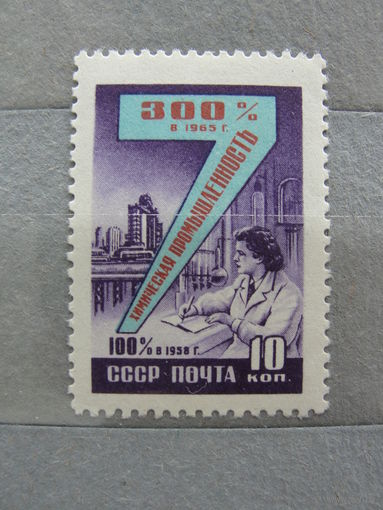 300%
В 1965 Г.
ХИМИЧЕСКАЯ ПРОМЫШЛЕННОСТЬ
100% В 1958 Г.
10
КОП.
СССР ПОЧТА